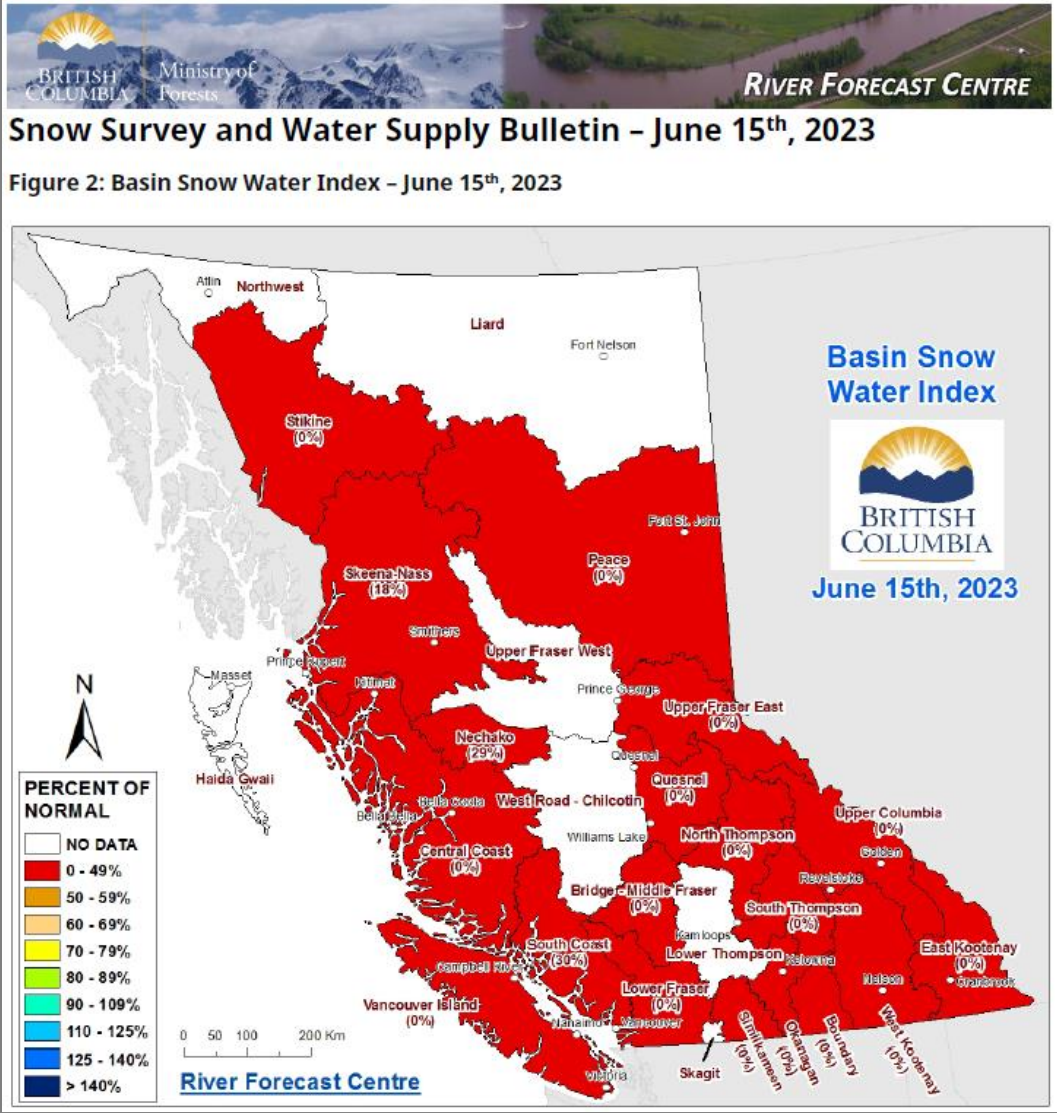 BRITISH
COLUMBIA
Ministry of
Forests
RIVER FORECAST CENTRE
Snow Survey and Water Supply Bulletin – June 15th, 2023
Figure 2: Basin Snow Water Index – June 15th, 2023
Atlin
Northwest
Liard
Fort Nelson
Basin Snow
Water Index
BRITISH
COLUMBIA
June 15th, 2023
Stikine
(0%)
Fort St. John
Peace
(0%)
Skeena-Nass
(18%)
Smithers
Upper Fraser West
Prince Rupert
Masset
Kitimat
Prince George
Upper Fraser East
(0%)
N
Nechako
(29%)
Quesnel
Quesnel
(0%)
Haida Gwaii
Bella Coola
Bella Bella
West Road - Chilcotin
Upper Columbia
(0%)
Williams Lake
North Thompson
(0%)
Central Coast
(0%)
Golden
Revelstoke
Bridge - Middle Fraser
(0%)
South Thompson
(0%)
Kamloops
South Coast
(30%)
Lower Thompson
Kelowna
East Kootenay
(0%)
Cranbrook
Campbell River
Lower Fraser
(0%)
Nelson
Vancouver Island
(0%)
Nanaimo
Vancouver
Victoria
Skagit
Similkameen
(0%)
Okanagan
(0%)
Boundary
(0%)
West Kootenay
(0%)
PERCENT OF
NORMAL
NO DATA
0 - 49%
50 - 59%
60 - 69%
70 - 79%
80 - 89%
90 - 109%
110 - 125%
125 - 140%
> 140%
0 50 100 200 Km
River Forecast Centre